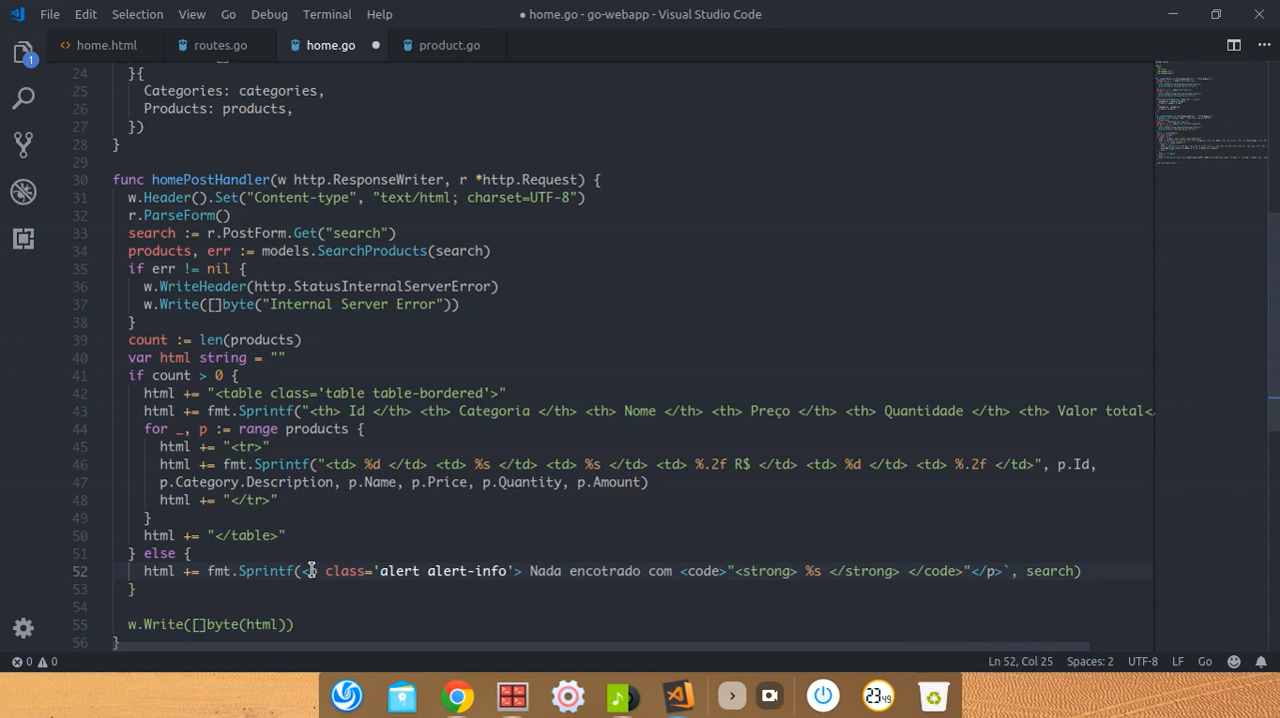 File Edit Selection View Go Debug Terminal Help
● home.go - go-webapp - Visual Studio Code
home.html routes.go home.go product.go
1
24 }{
25 Categories: categories,
26 Products: products,
27 })
28 }
29
30 func homePostHandler(w http.ResponseWriter, r *http.Request) {
31 w.Header().Set("Content-type", "text/html; charset=UTF-8")
32 r.ParseForm()
33 search := r.PostForm.Get("search")
34 products, err := models.SearchProducts(search)
35 if err != nil {
36 w.WriteHeader(http.StatusInternalServerError)
37 w.Write([]byte("Internal Server Error"))
38 }
39 count := len(products)
40 var html string = ""
41 if count > 0 {
42 html += "<table class='table table-bordered'>"
43 html += fmt.Sprintf("<th> Id </th> <th> Categoria </th> <th> Nome </th> <th> Preço </th> <th> Quantidade </th> <th> Valor total<
44 for _, p := range products {
45 html += "<tr>"
46 html += fmt.Sprintf("<td> %d </td> <td> %s </td> <td> %s </td> <td> %.2f R$ </td> <td> %d </td> <td> %.2f </td>", p.Id,
47 p.Category.Description, p.Name, p.Price, p.Quantity, p.Amount)
48 html += "</tr>"
49 }
50 html += "</table>"
51 } else {
52 html += fmt.Sprintf(<p class='alert alert-info'> Nada encotrado com <code>"<strong> %s </strong> </code>"</p>`, search)
53 }
54
55 w.Write([]byte(html))
56 }
0 0
Ln 52, Col 25 Spaces: 2 UTF-8 LF Go
23 49